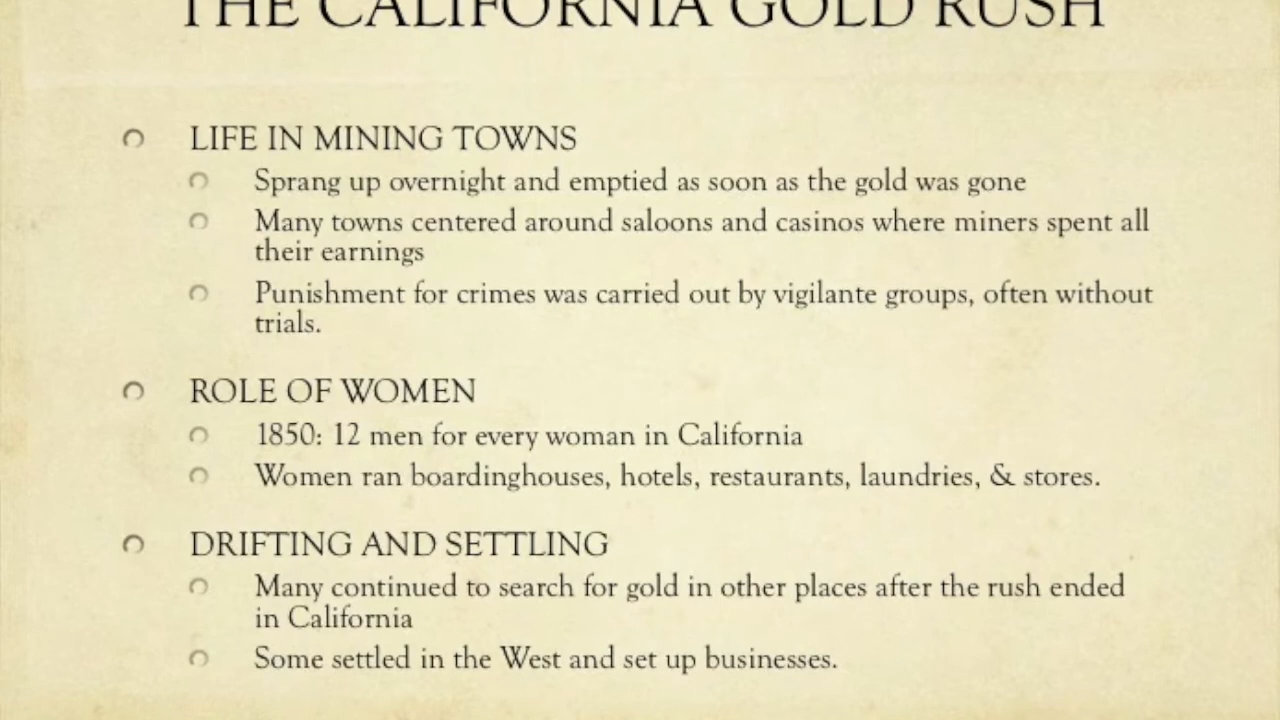 THE CALIFORNIA GOLD RUSH
LIFE IN MINING TOWNS
Sprang up overnight and emptied as soon as the gold was gone
Many towns centered around saloons and casinos where miners spent all
their earnings
Punishment for crimes was carried out by vigilante groups, often without
trials.
ROLE OF WOMEN
1850: 12 men for every woman in California
Women ran boardinghouses, hotels, restaurants, laundries, & stores.
DRIFTING AND SETTLING
Many continued to search for gold in other places after the rush ended
in California
Some settled in the West and set up businesses.